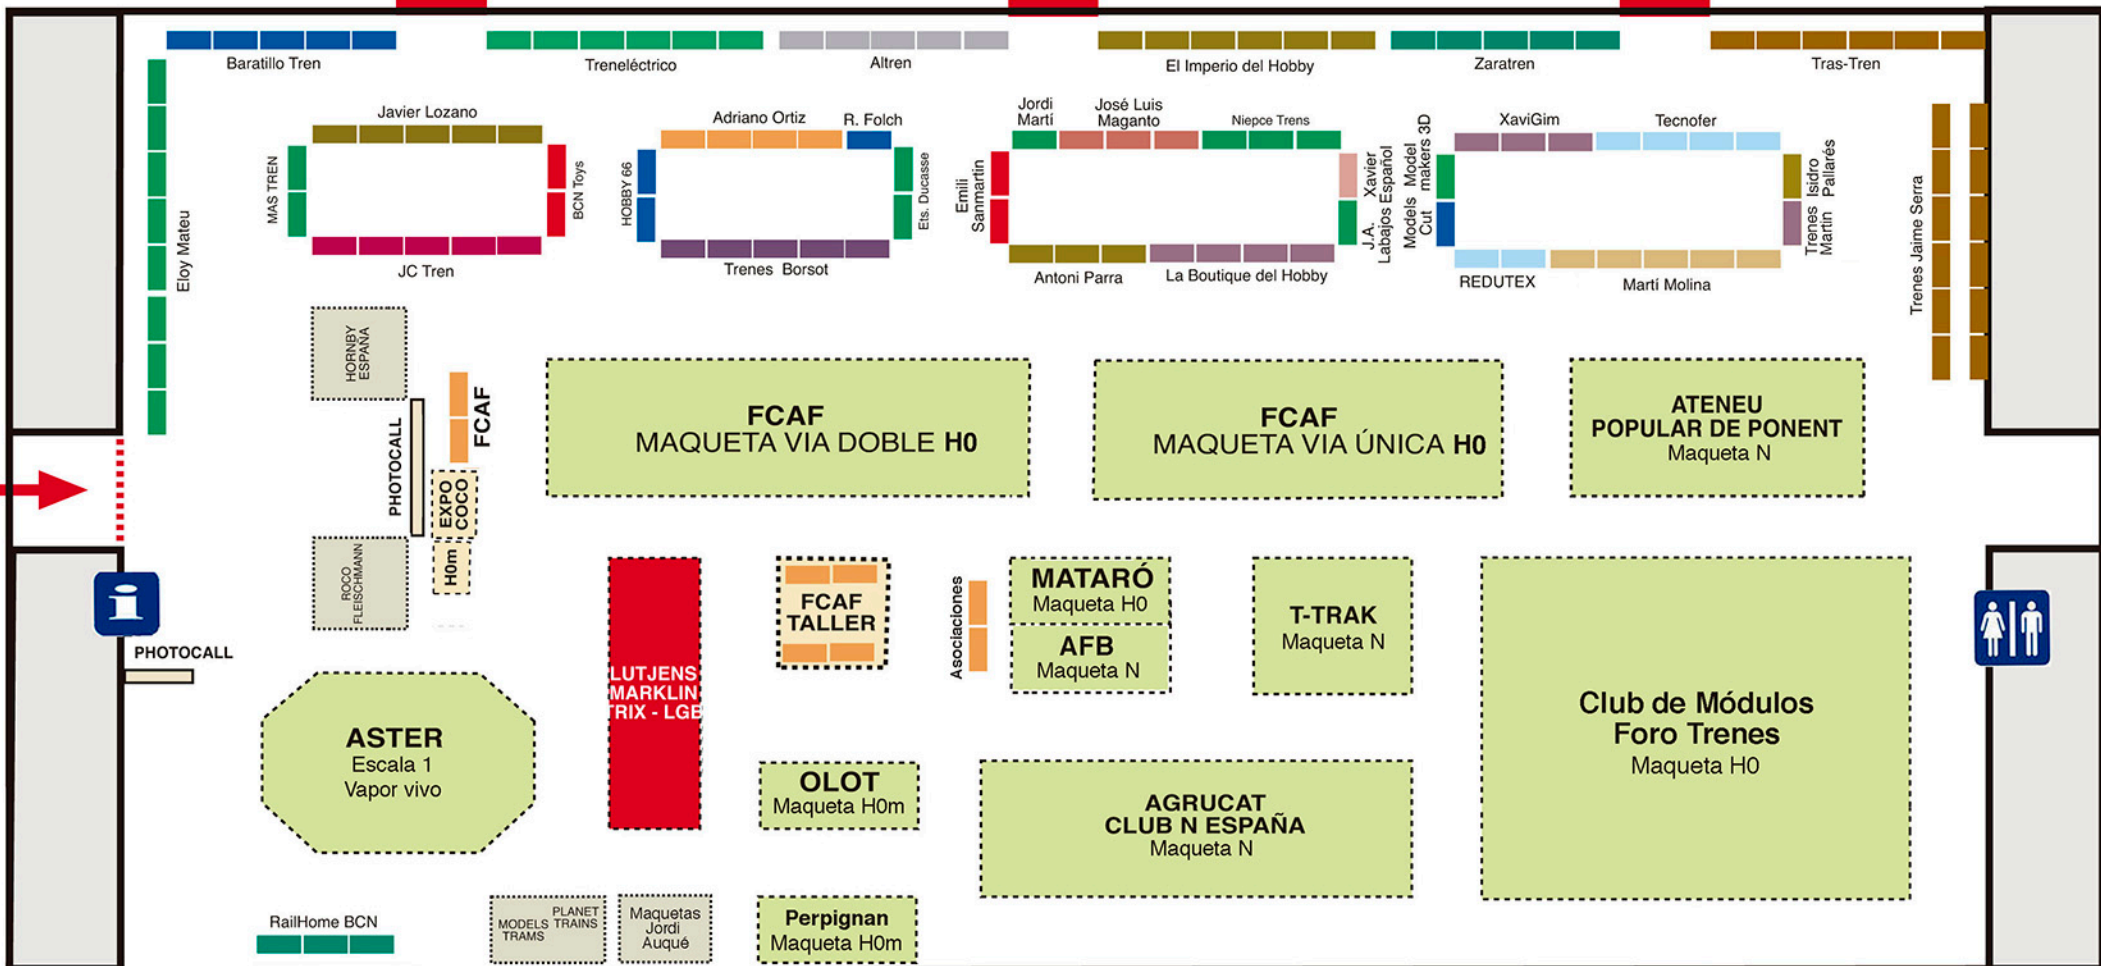 Baratillo Tren
Treneléctrico
Altren
El Imperio del Hobby
Zaratren
Tras-Tren
Eloy Mateu
Javier Lozano
MAS TREN
BCN Toys
JC Tren
Adriano Ortiz
R. Folch
HOBBY 66
Ets. Ducasse
Trenes Borsot
Jordi
Martí
José Luis
Maganto
Niepce Trens
Emili
Sanmartin
Xavier
Español
J.A.
Labajos
Antoni Parra
La Boutique del Hobby
Model
makers 3D
Models
Cut
XaviGim
Tecnofer
Isidro
Pallarés
Trenes
Martin
REDUTEX
Martí Molina
Trenes Jaime Serra
HORNBY
ESPAÑA
PHOTOCALL
FCAF
EXPO
COCO
H0m
ROCO
FLEISCHMANN
FCAF
MAQUETA VIA DOBLE H0
FCAF
MAQUETA VIA ÚNICA H0
ATENEU
POPULAR DE PONENT
Maqueta N
i
PHOTOCALL
LUTJENS
MARKLIN
TRIX - LGB
FCAF
TALLER
Asociaciones
MATARÓ
Maqueta H0
AFB
Maqueta N
T-TRAK
Maqueta N
Club de Módulos
Foro Trenes
Maqueta H0
ASTER
Escala 1
Vapor vivo
OLOT
Maqueta H0m
AGRUCAT
CLUB N ESPAÑA
Maqueta N
RailHome BCN
PLANET
MODELS TRAINS
TRAMS
Maquetas
Jordi
Auqué
Perpignan
Maqueta H0m